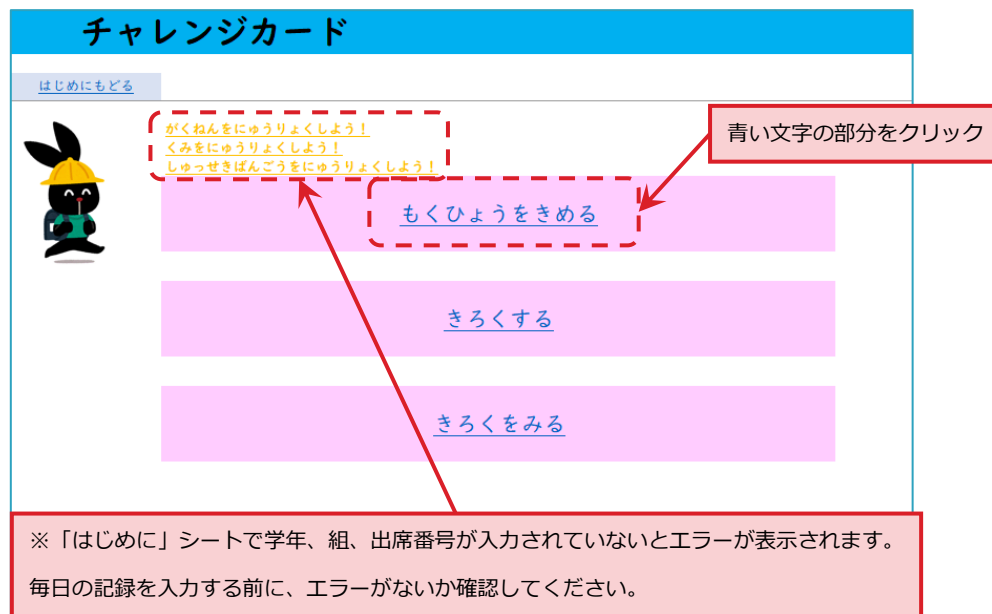 チャレンジカード
はじめにもどる
がくねんをにゅうりょくしよう！
くみをにゅうりょくしよう！
しゅっせきばんごうをにゅうりょくしよう！
青い文字の部分をクリック
もくひょうをきめる
きろくする
きろくをみる
※「はじめに」シートで学年、組、出席番号が入力されていないとエラーが表示されます。
毎日の記録を入力する前に、エラーがないか確認してください。